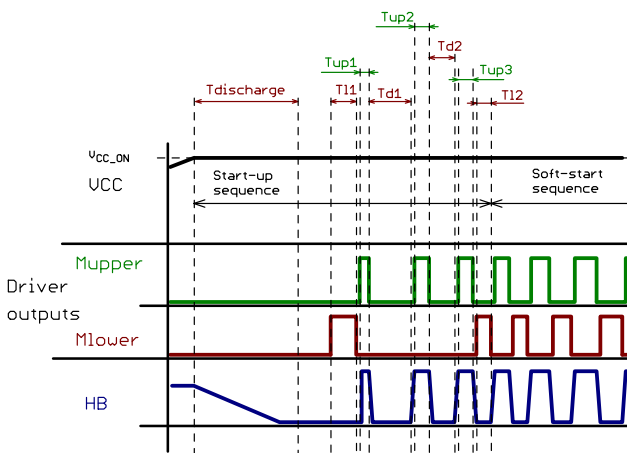 Tup2
Td2
Tup1
Tup3
Tdischarge
Tl1
Td1
Tl2
VCC_ON
VCC
Start-up
sequence
Soft-start
sequence
Mupper
Driver
outputs
Mlower
HB